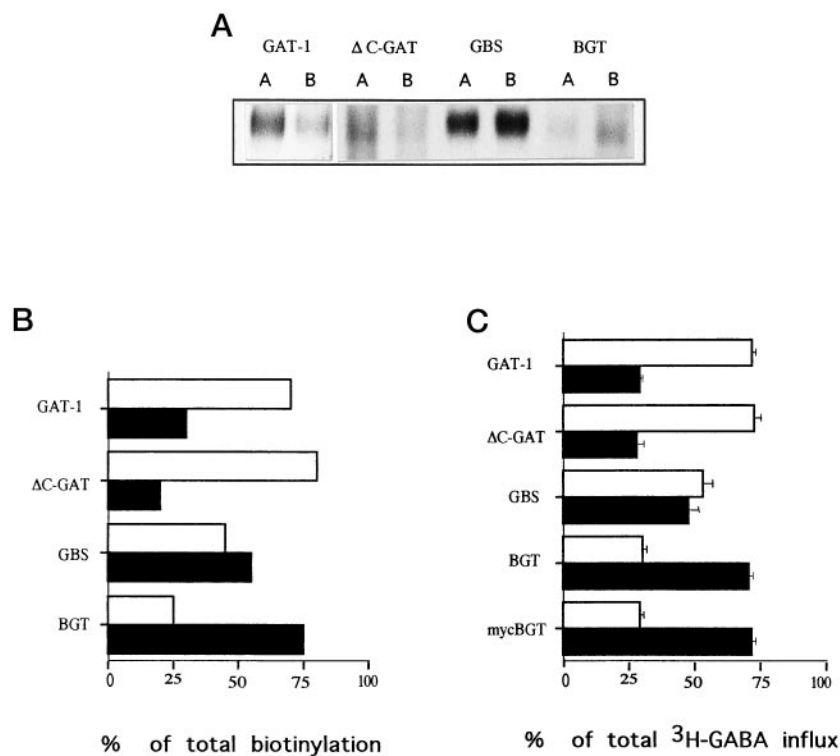 A
GAT-1 Δ C-GAT GBS BGT
A B A B A B A B
B
GAT-1
ΔC-GAT
GBS
BGT
0 25 50 75 100
% of total biotinylation
C
GAT-1
ΔC-GAT
GBS
BGT
mycBGT
0 25 50 75 100
% of total ³H-GABA influx